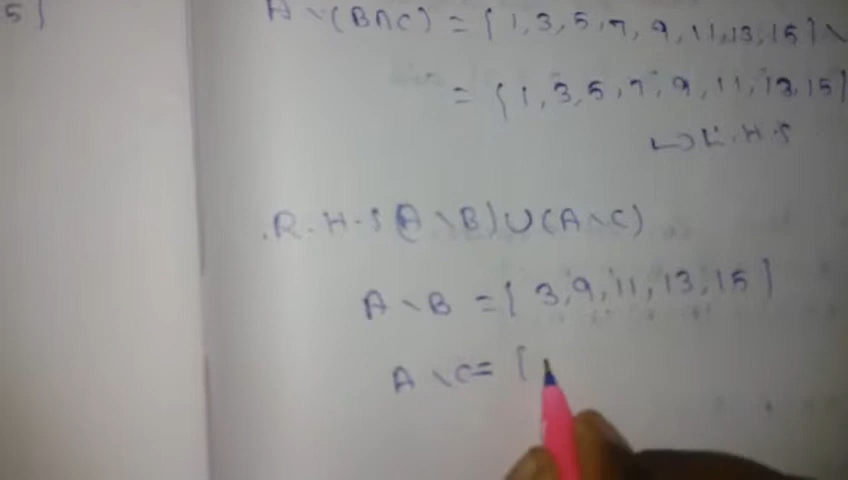 5}
A \ (B∩C) = { 1, 3, 5, 7, 9, 11, 13, 15} \
= { 1, 3, 5, 7, 9, 11, 13, 15}
↳ L.H.S
R.H.S (A \ B) ∪ (A \ C)
A \ B = { 3, 9, 11, 13, 15 }
A \ C = {